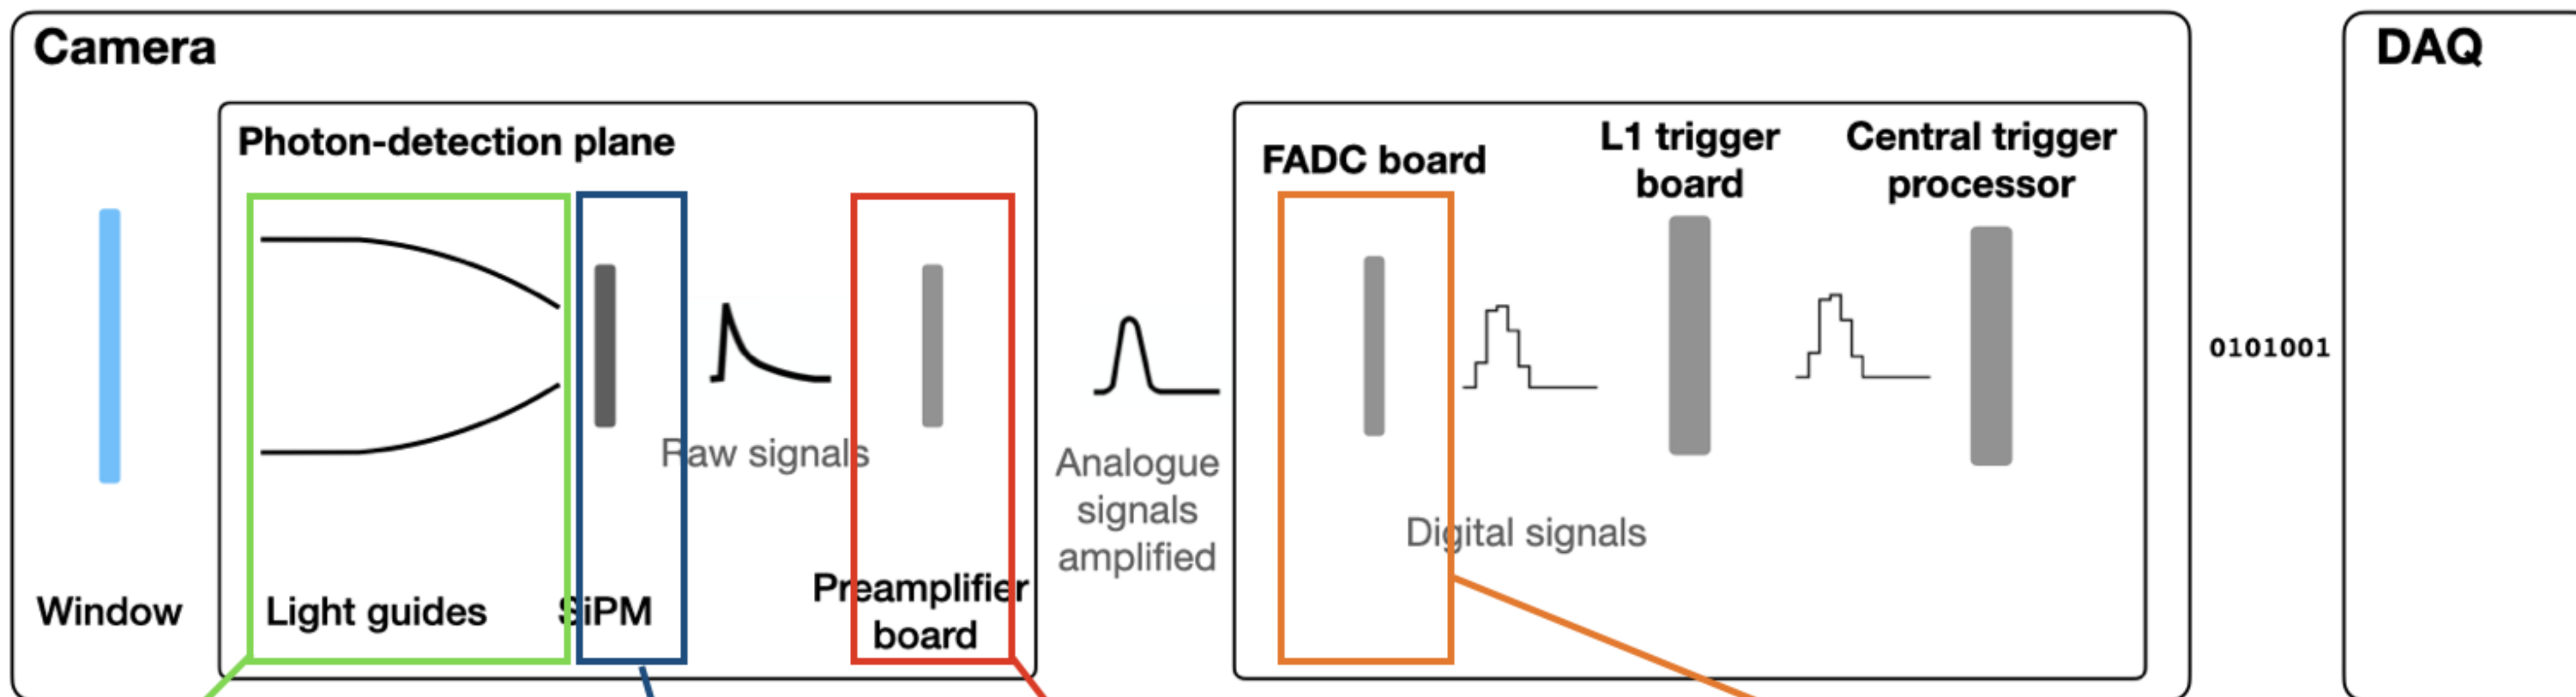 Camera
DAQ
Photon-detection plane
FADC board
L1 trigger
board
Central trigger
processor
0101001
Raw signals
Analogue
signals
amplified
Digital signals
Window
Light guides
SiPM
Preamplifier
board